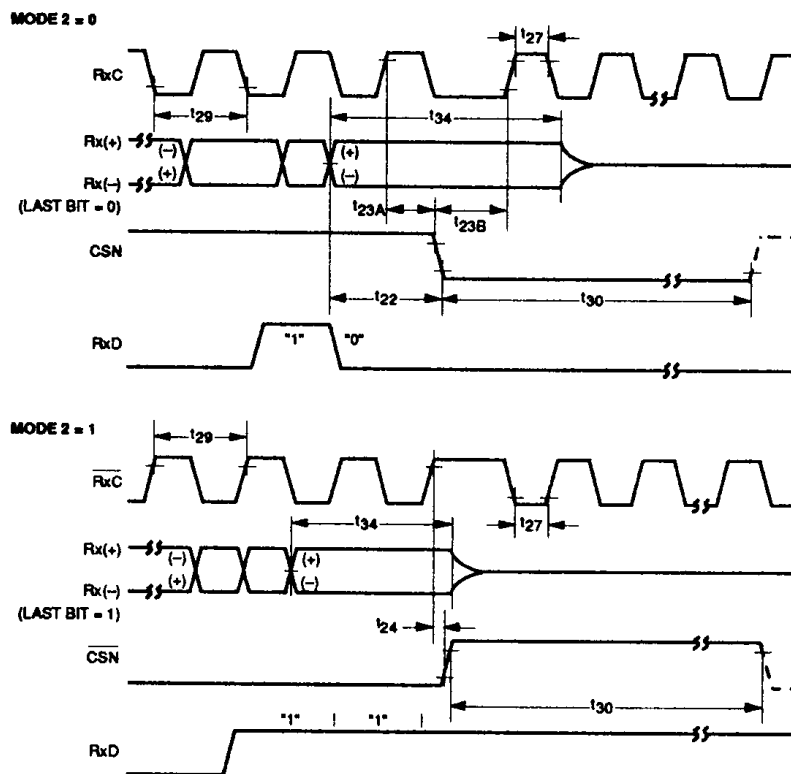 MODE 2 = 0
t27
RxC
t29
t34
Rx(+)
(–) (+)
(+) (–)
Rx(–)
(LAST BIT = 0)
t23A
t23B
CSN
t22
t30
RxD
"1" "0"
MODE 2 = 1
t29
RxC
t34
t27
Rx(+)
(–) (+)
(+) (–)
Rx(–)
(LAST BIT = 1)
t24
CSN
t30
"1" "1"
RxD